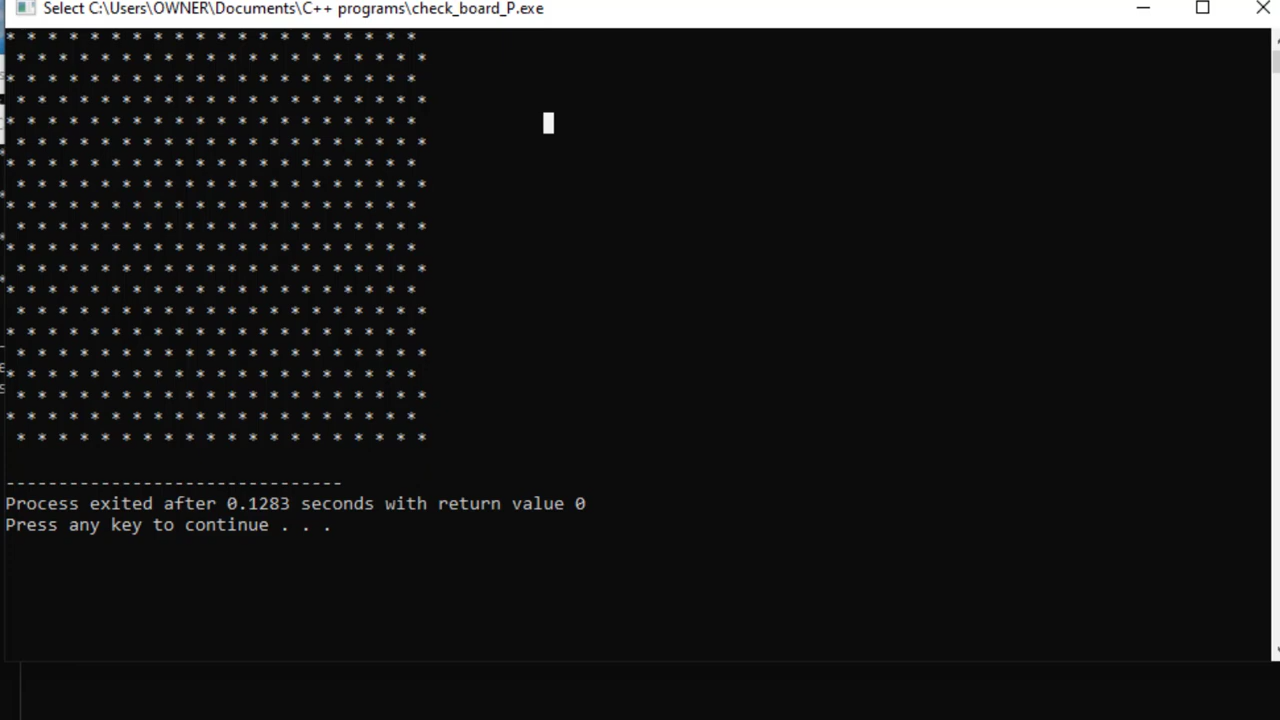 Select C:\Users\OWNER\Documents\C++ programs\check_board_P.exe
* * * * * * * * * * * * * * * * * * * *
 * * * * * * * * * * * * * * * * * * * *
* * * * * * * * * * * * * * * * * * * *
 * * * * * * * * * * * * * * * * * * * *
* * * * * * * * * * * * * * * * * * * *
 * * * * * * * * * * * * * * * * * * * *
* * * * * * * * * * * * * * * * * * * *
 * * * * * * * * * * * * * * * * * * * *
* * * * * * * * * * * * * * * * * * * *
 * * * * * * * * * * * * * * * * * * * *
* * * * * * * * * * * * * * * * * * * *
 * * * * * * * * * * * * * * * * * * * *
* * * * * * * * * * * * * * * * * * * *
 * * * * * * * * * * * * * * * * * * * *
* * * * * * * * * * * * * * * * * * * *
 * * * * * * * * * * * * * * * * * * * *
* * * * * * * * * * * * * * * * * * * *
 * * * * * * * * * * * * * * * * * * * *
* * * * * * * * * * * * * * * * * * * *
 * * * * * * * * * * * * * * * * * * * *
--------------------------------
Process exited after 0.1283 seconds with return value 0
Press any key to continue . . .